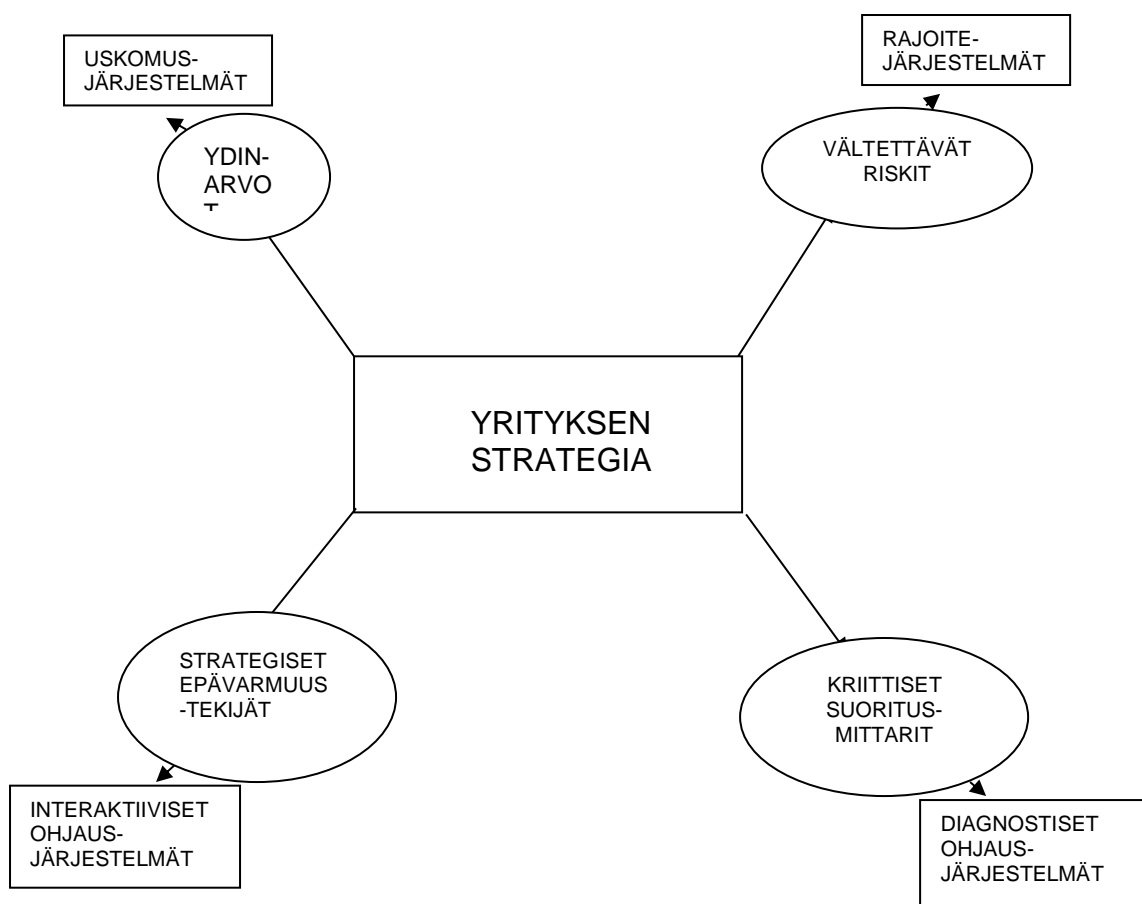 USKOMUS-
JÄRJESTELMÄT
RAJOITE-
JÄRJESTELMÄT
YDIN-
ARVO
T
VÄLTETTÄVÄT
RISKIT
YRITYKSEN
STRATEGIA
STRATEGISET
EPÄVARMUUS
-TEKIJÄT
KRIITTISET
SUORITUS-
MITTARIT
INTERAKTIIVISET
OHJAUS-
JÄRJESTELMÄT
DIAGNOSTISET
OHJAUS-
JÄRJESTELMÄT